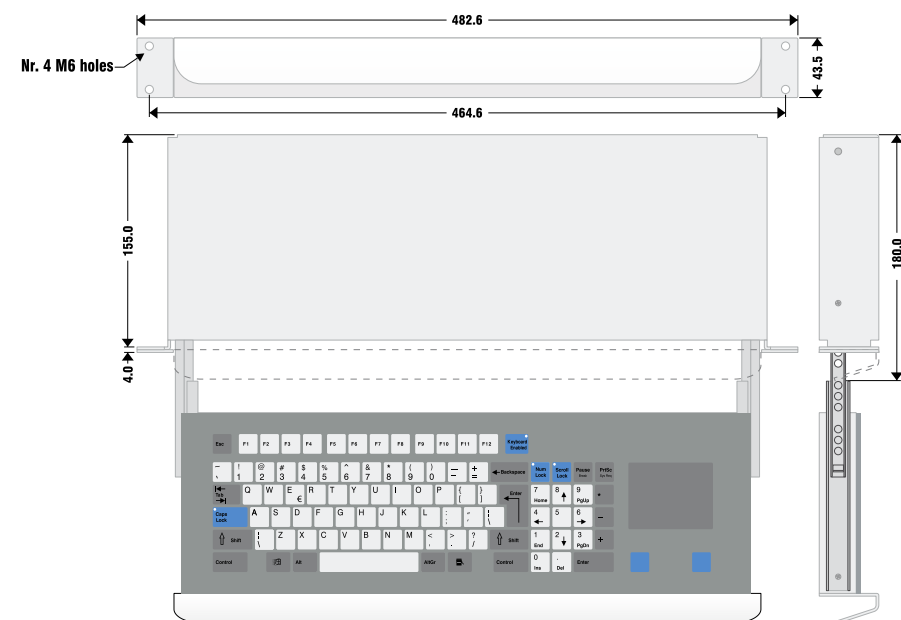 482.6
Nr. 4 M6 holes
43.5
464.6
155.0
180.0
4.0
Esc F1 F2 F3 F4 F5 F6 F7 F8 F9 F10 F11 F12 Keyboard Enabled
~ ! @ # $ % ^ & * ( ) — + Backspace Num Lock Scroll Lock Pause Break PrtSc Sys Req
` 1 2 3 4 5 6 7 8 9 0 - =
Tab Q W E € R T Y U I O P { [ } ] Enter 7 Home 8 9 PgUp *
Caps Lock A S D F G H J K L : ; " ' | \ 4 5 6 –
Shift | \ Z X C V B N M < , > . ? / Shift 1 End 2 3 PgDn +
Control Alt AltGr Control 0 Ins . Del Enter